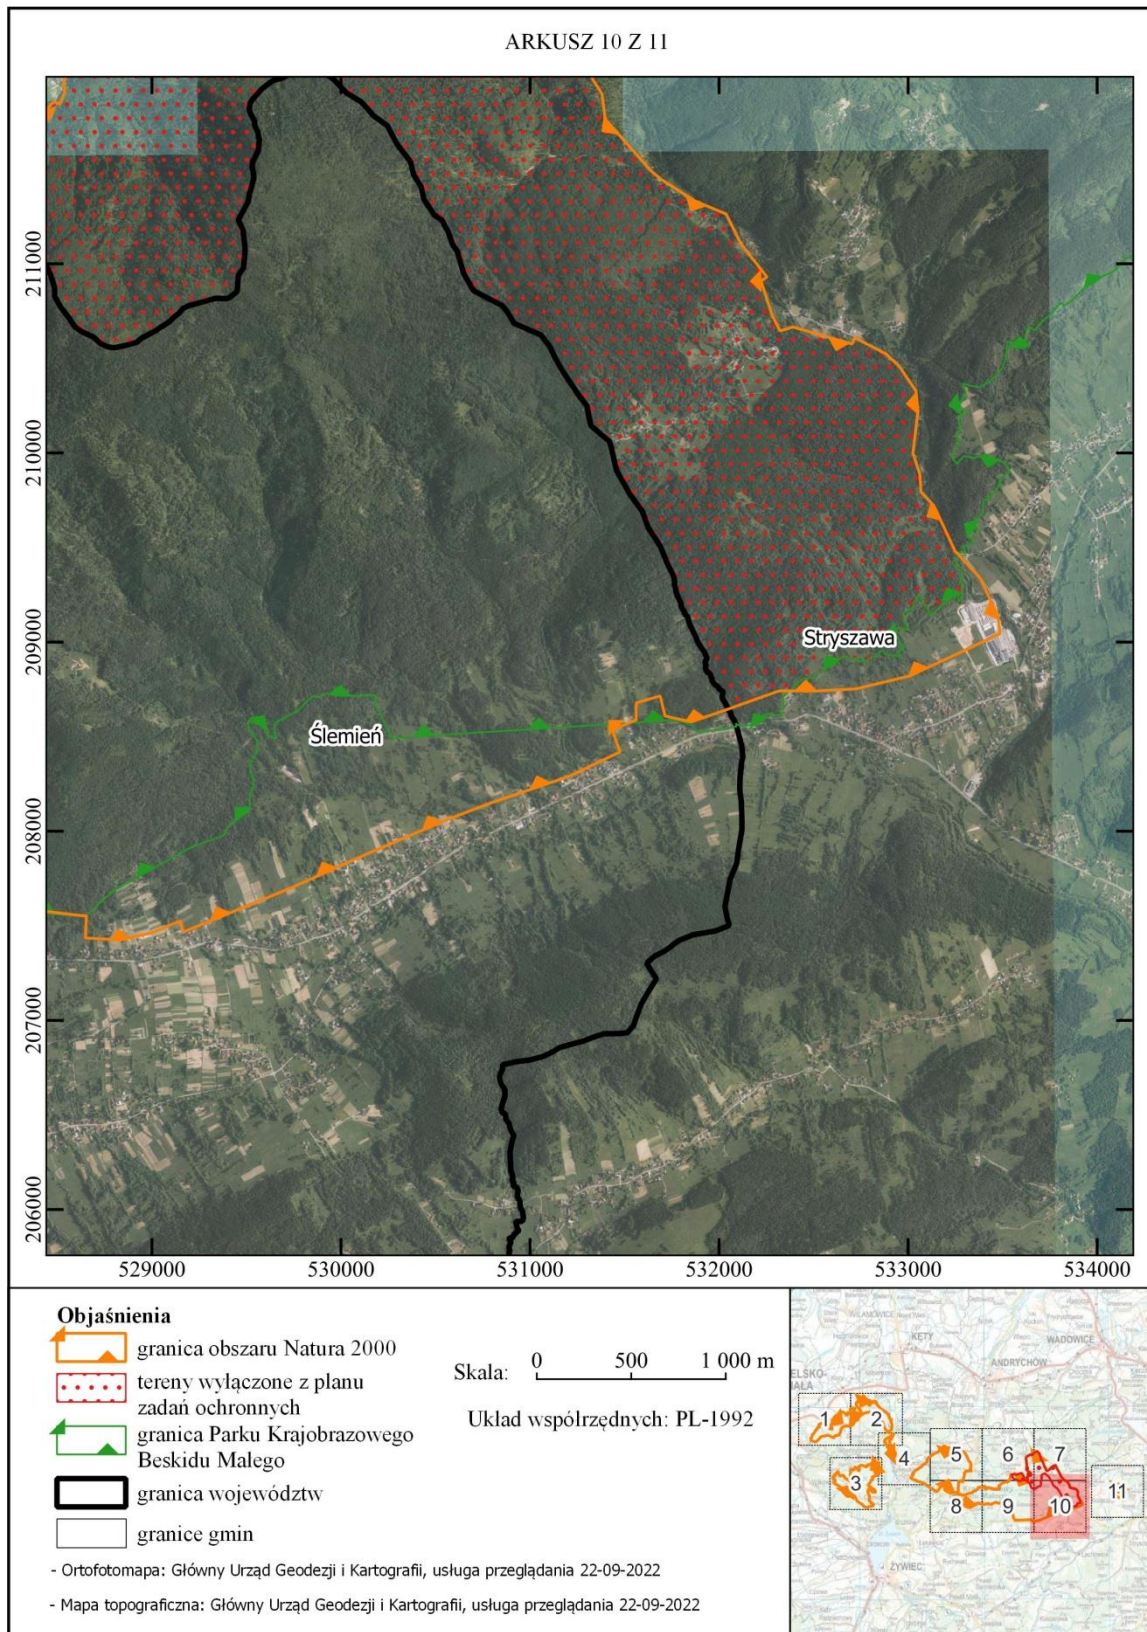 ARKUSZ 10 Z 11
211000
210000
209000
208000
207000
206000
Stryszawa
Ślemień
529000
530000
531000
532000
533000
534000
Objaśnienia
granica obszaru Natura 2000
tereny wyłączone z planu
zadań ochronnych
granica Parku Krajobrazowego
Beskidu Małego
granica województw
granice gmin
Skala: 0 500 1 000 m
Układ współrzędnych: PL-1992
- Ortofotomapa: Główny Urząd Geodezji i Kartografii, usługa przeglądania 22-09-2022
- Mapa topograficzna: Główny Urząd Geodezji i Kartografii, usługa przeglądania 22-09-2022
KĘTY
WADOWICE
ANDRYCHÓW
1
2
3
4
5
6
7
8
9
10
11
ŻYWIEC